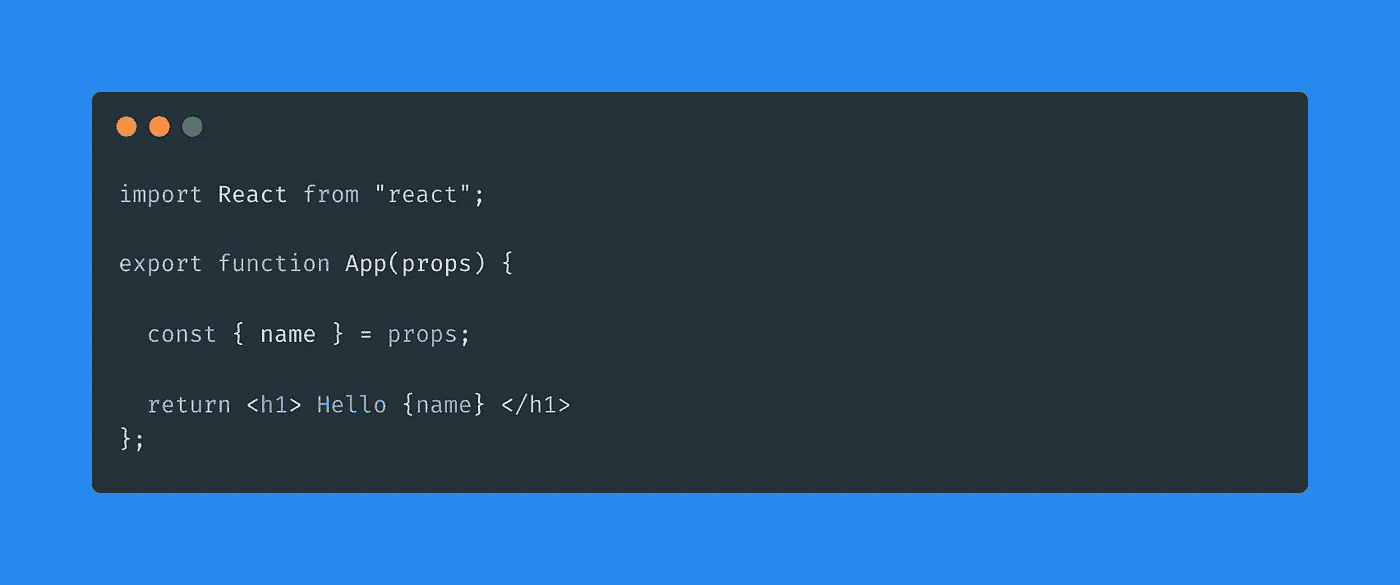 import React from "react";
export function App(props) {
const { name } = props;
return <h1> Hello {name} </h1>
};